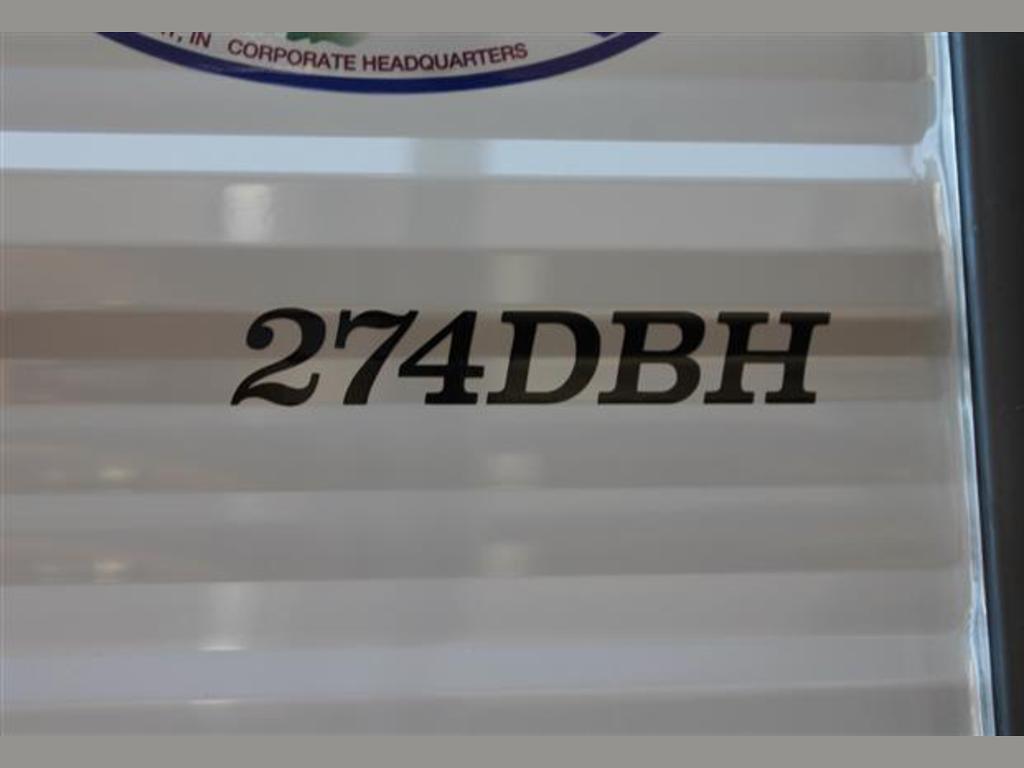 IN CORPORATE HEADQUARTERS
274DBH